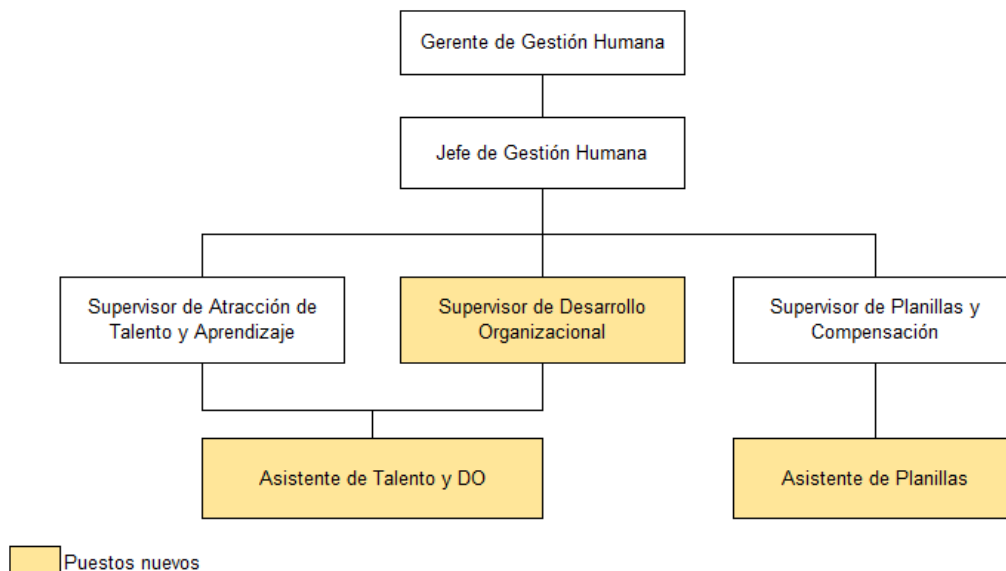 Gerente de Gestión Humana
Jefe de Gestión Humana
Supervisor de Atracción de
Talento y Aprendizaje
Supervisor de Desarrollo
Organizacional
Supervisor de Planillas y
Compensación
Asistente de Talento y DO
Asistente de Planillas
Puestos nuevos